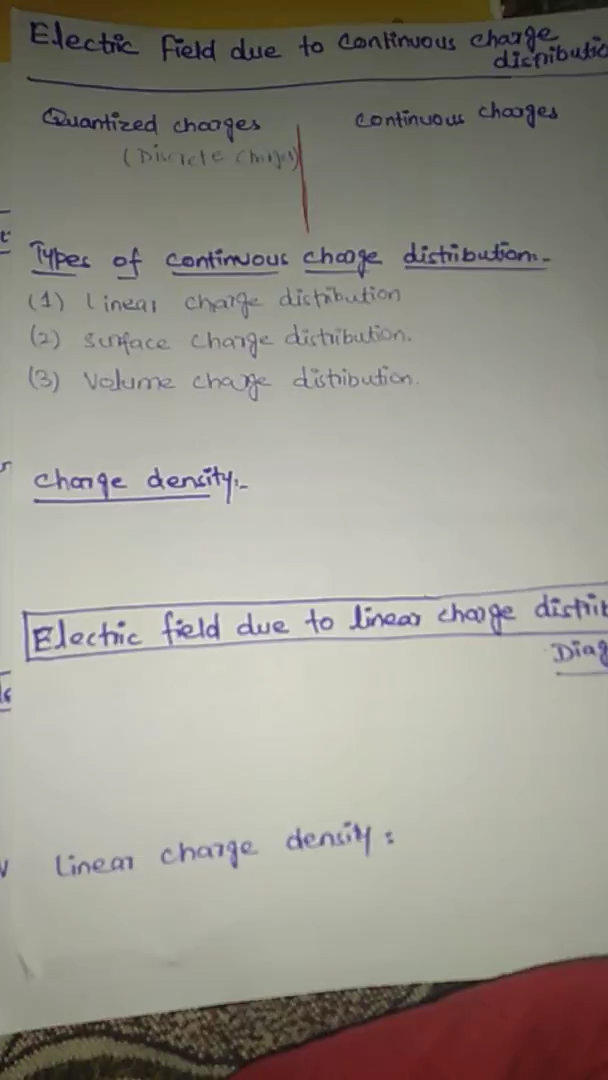 Electric field due to continuous charge
distributio
Quantized charges
continuous charges
(Discrete charges)
Types of continuous charge distribution:-
(1) linear charge distribution
(2) surface charge distribution.
(3) Volume charge distribution.
charge density:-
Electric field due to linear charge distrib
Diag
linear charge density: